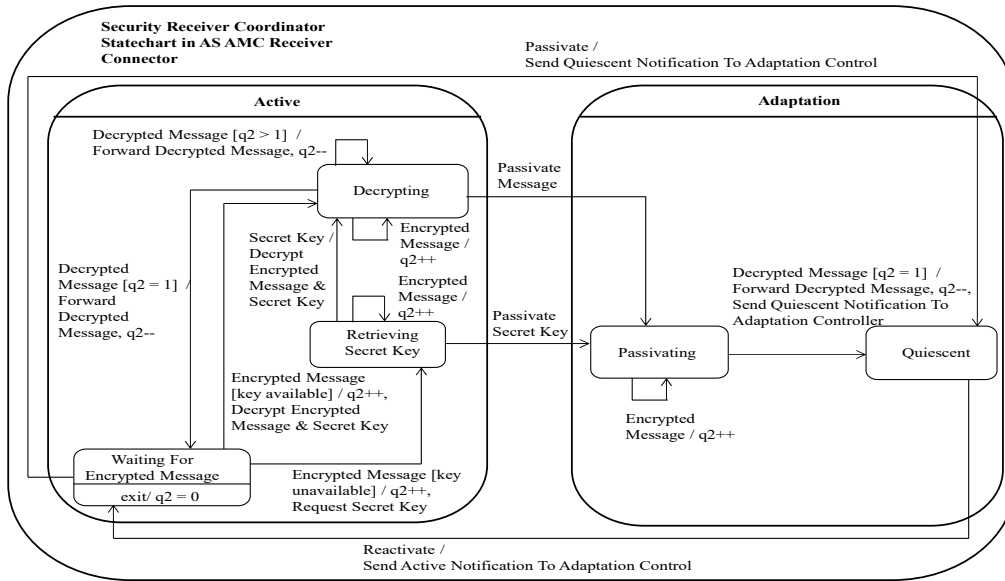 Security Receiver Coordinator
Statechart in AS AMC Receiver
Connector
Passivate /
Send Quiescent Notification To Adaptation Control
Active
Adaptation
Decrypted Message [q2 > 1]  /
Forward Decrypted Message, q2--
Decrypting
Passivate
Message
Secret Key /
Decrypt
Encrypted
Message &
Secret Key
Encrypted
Message /
q2++
Encrypted
Message /
q2++
Decrypted
Message [q2 = 1]  /
Forward
Decrypted
Message, q2--
Decrypted Message [q2 = 1]  /
Forward Decrypted Message, q2--,
Send Quiescent Notification To
Adaptation Controller
Retrieving
Secret Key
Passivate
Secret Key
Passivating
Quiescent
Encrypted Message
[key available] / q2++,
Decrypt Encrypted
Message & Secret Key
Encrypted
Message / q2++
Waiting For
Encrypted Message
exit/ q2 = 0
Encrypted Message [key
unavailable] / q2++,
Request Secret Key
Reactivate /
Send Active Notification To Adaptation Control